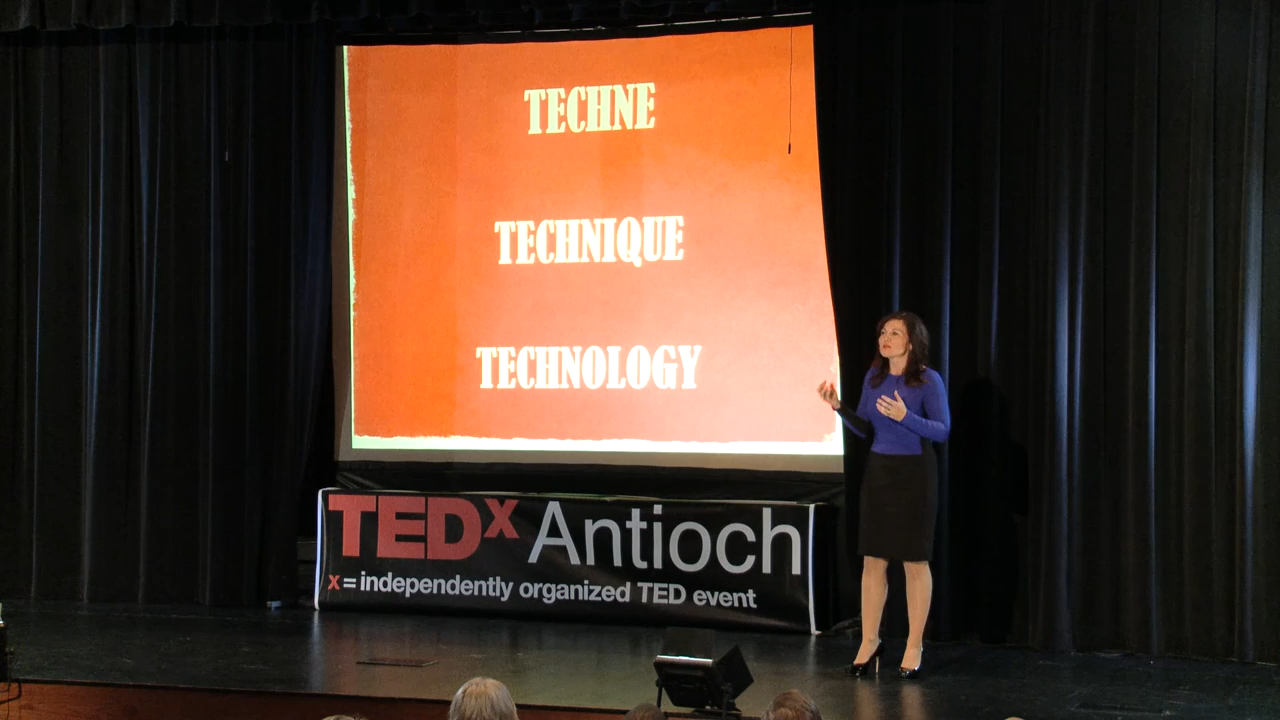 TECHNE
TECHNIQUE
TECHNOLOGY
TEDx Antioch
x = independently organized TED event